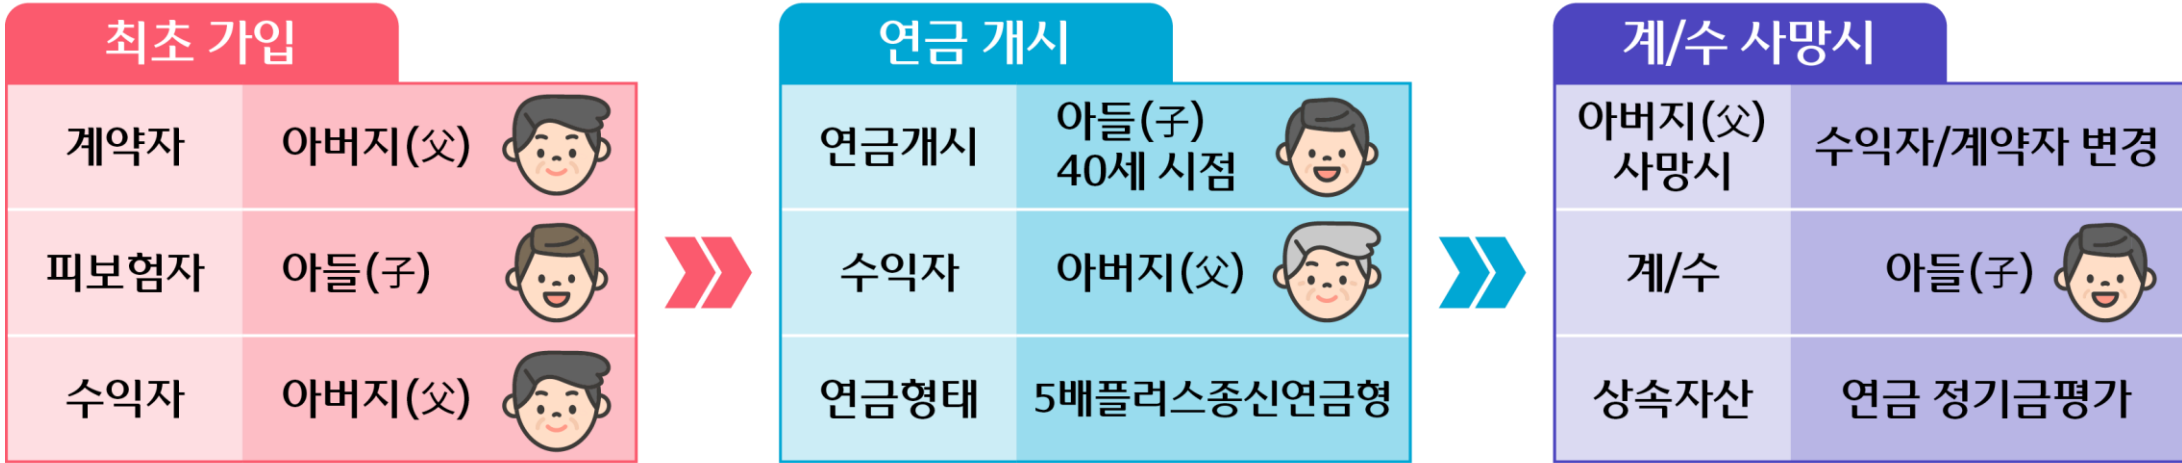 최초 가입
계약자 아버지(父)
피보험자 아들(子)
수익자 아버지(父)
연금 개시
연금개시 아들(子)
40세 시점
수익자 아버지(父)
연금형태 5배플러스종신연금형
계/수 사망시
아버지(父)
사망시 수익자/계약자 변경
계/수 아들(子)
상속자산 연금 정기금평가